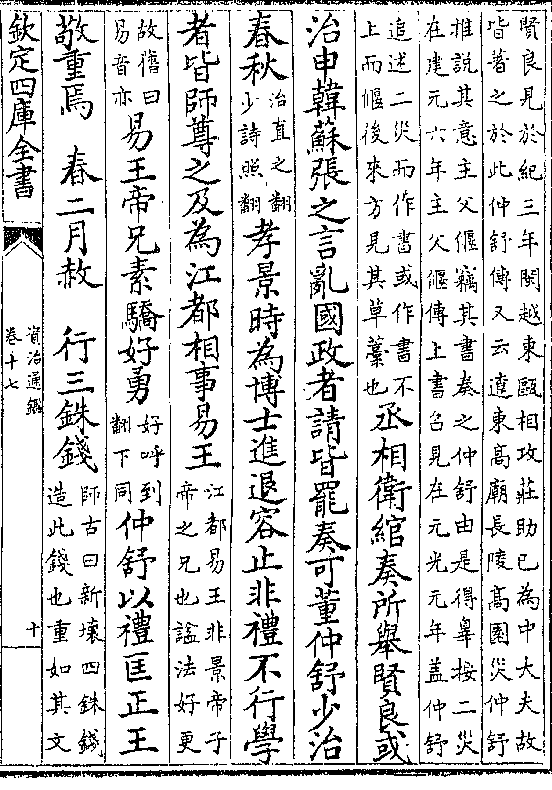 賢良見於紀三年閩越東甌相攻莊助已為中大夫故
皆著之於此仲舒傳又云遼東髙廟長陵髙園災仲舒
推說其意主父偃竊其書奏之仲舒由是得辠按二災
在建元六年主父偃傳上書召見在元光元年蓋仲舒
追述二災而作書或作書不
上而偃後來方見其草藳也
丞相衛綰奏所舉賢良或
治申韓蘇張之言亂國政者請皆罷奏可董仲舒少治
春秋
治直之翻
少詩照翻
孝景時為博士進退容止非禮不行學
者皆師尊之及為江都相事易王
江都易王非景帝子
帝之兄也諡法好更
故舊曰
易音亦
易王帝兄素驕好勇
好呼到
翻下同
仲舒以禮匡正王
敬重焉 春二月赦 行三銖錢
師古曰新壞四銖錢
造此錢也重如其文
欽定四庫全書
資治通鑑
卷十七
十